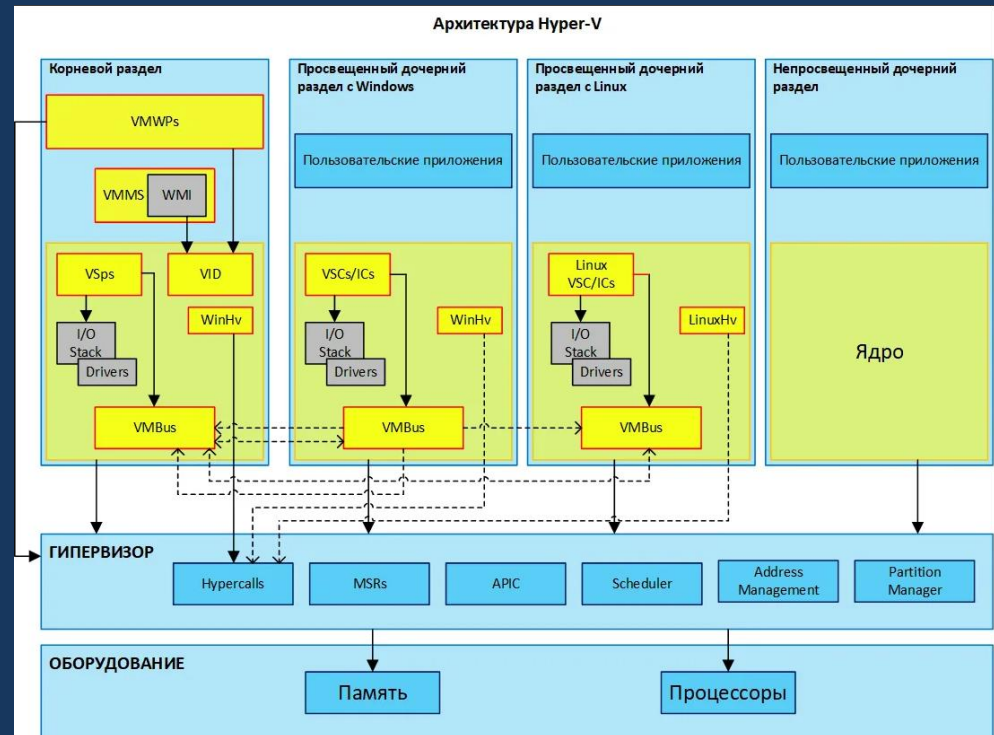 Архитектура Hyper-V
Корневой раздел
VMWPs
VMMS
WMI
VSps
VID
WinHv
I/O
Stack
Drivers
VMBus
Просвещенный дочерний
раздел с Windows
Пользовательские приложения
VSCs/ICs
WinHv
I/O
Stack
Drivers
VMBus
Просвещенный дочерний
раздел с Linux
Пользовательские приложения
Linux
VSC/ICs
LinuxHv
I/O
Stack
Drivers
VMBus
Непросвещенный дочерний
раздел
Пользовательские приложения
Ядро
ГИПЕРВИЗОР
Hypercalls
MSRs
APIC
Scheduler
Address
Management
Partition
Manager
ОБОРУДОВАНИЕ
Память
Процессоры